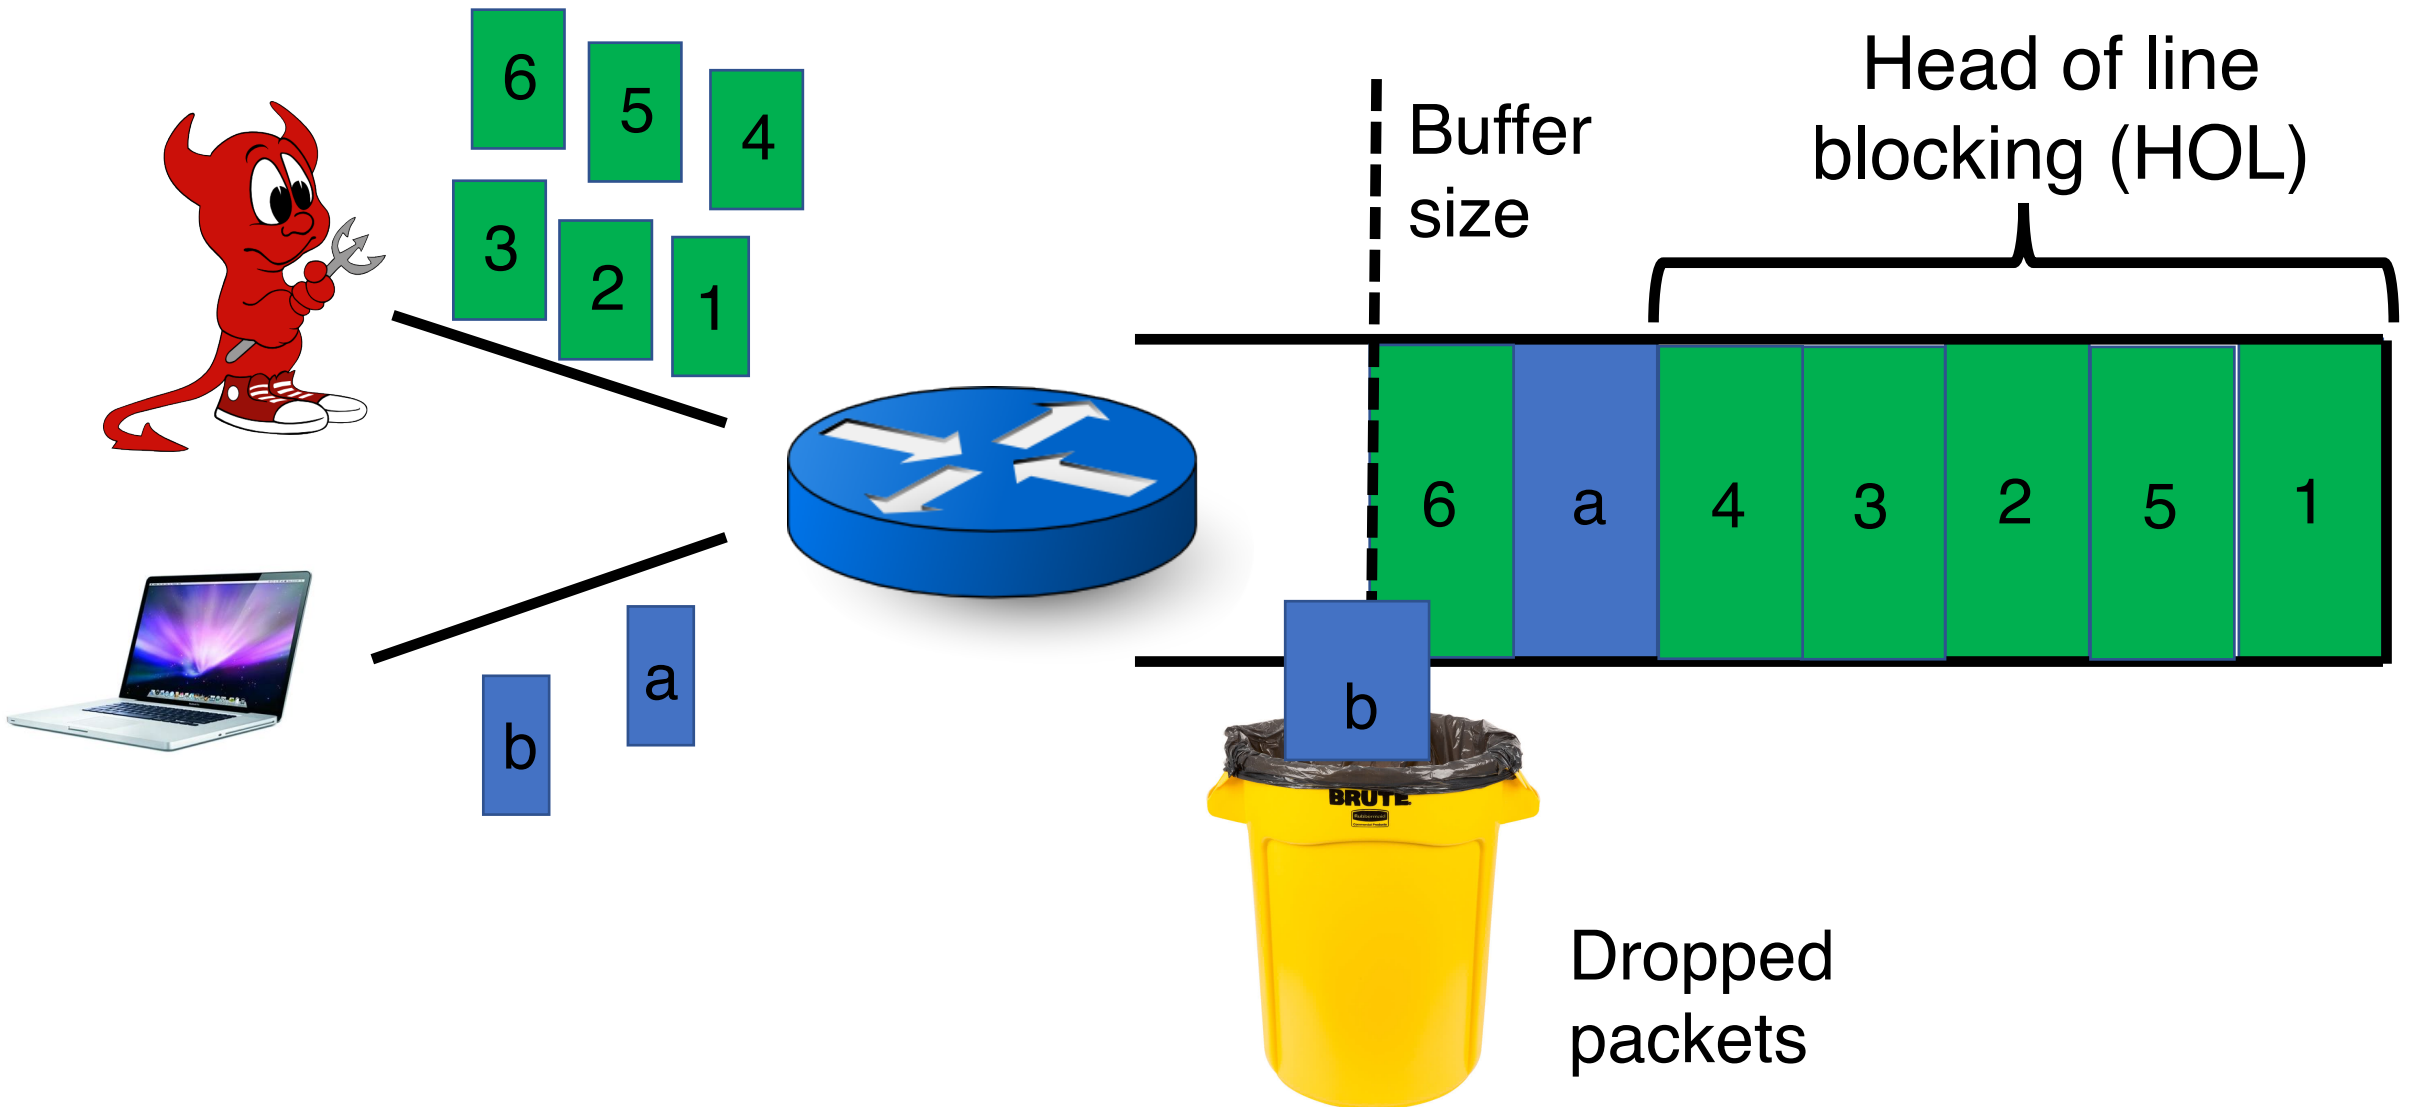 6
5
4
3
2
1
b
a
Buffer
size
Head of line
blocking (HOL)
6 a 4 3 2 5 1
b
BRUTE
Dropped
packets